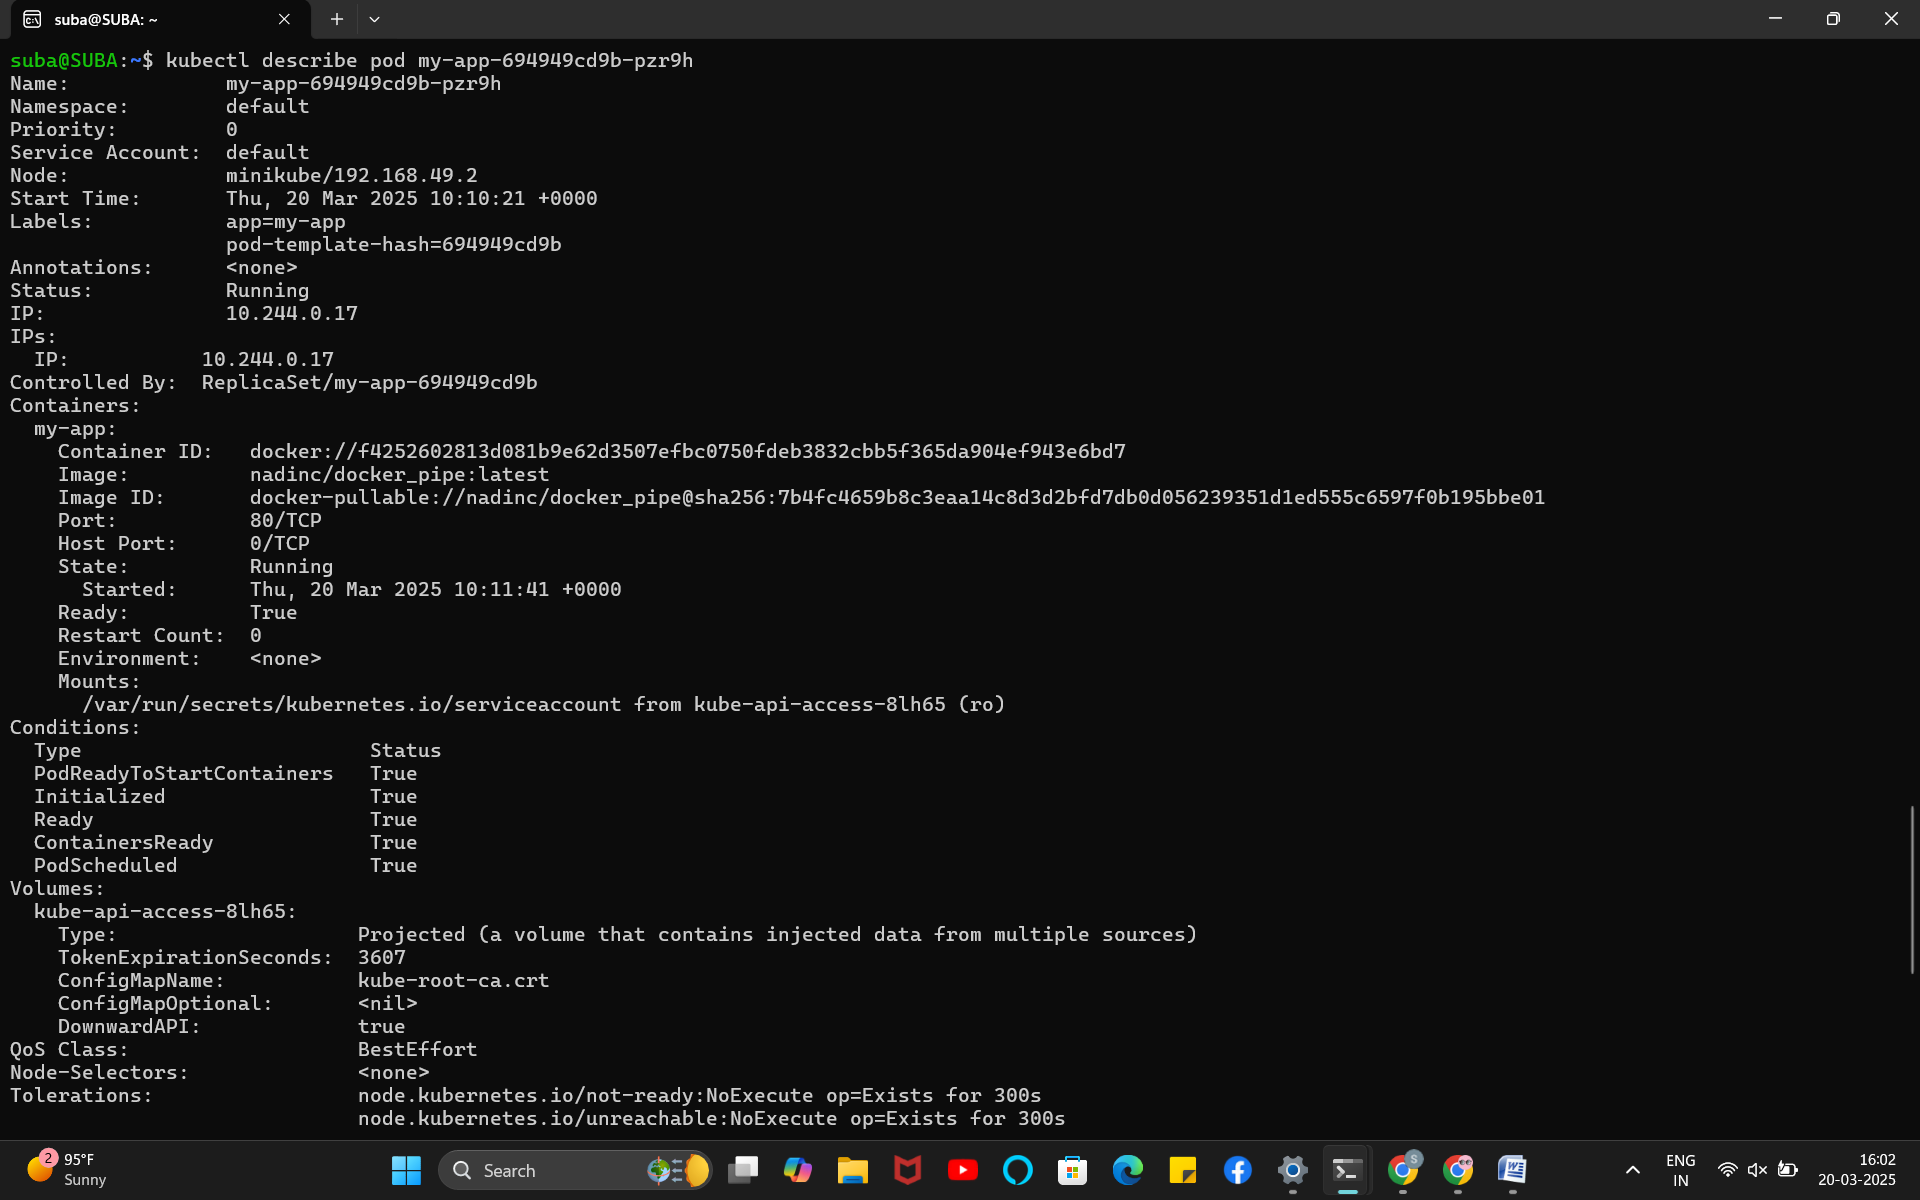 suba@SUBA: ~
suba@SUBA:~$ kubectl describe pod my-app-694949cd9b-pzr9h
Name:             my-app-694949cd9b-pzr9h
Namespace:        default
Priority:         0
Service Account:  default
Node:             minikube/192.168.49.2
Start Time:       Thu, 20 Mar 2025 10:10:21 +0000
Labels:           app=my-app
                  pod-template-hash=694949cd9b
Annotations:      <none>
Status:           Running
IP:               10.244.0.17
IPs:
  IP:           10.244.0.17
Controlled By:  ReplicaSet/my-app-694949cd9b
Containers:
  my-app:
    Container ID:   docker://f4252602813d081b9e62d3507efbc0750fdeb3832cbb5f365da904ef943e6bd7
    Image:          nadinc/docker_pipe:latest
    Image ID:       docker-pullable://nadinc/docker_pipe@sha256:7b4fc4659b8c3eaa14c8d3d2bfd7db0d056239351d1ed555c6597f0b195bbe01
    Port:           80/TCP
    Host Port:      0/TCP
    State:          Running
      Started:      Thu, 20 Mar 2025 10:11:41 +0000
    Ready:          True
    Restart Count:  0
    Environment:    <none>
    Mounts:
      /var/run/secrets/kubernetes.io/serviceaccount from kube-api-access-8lh65 (ro)
Conditions:
  Type                        Status
  PodReadyToStartContainers   True
  Initialized                 True
  Ready                       True
  ContainersReady             True
  PodScheduled                True
Volumes:
  kube-api-access-8lh65:
    Type:                    Projected (a volume that contains injected data from multiple sources)
    TokenExpirationSeconds:  3607
    ConfigMapName:           kube-root-ca.crt
    ConfigMapOptional:       <nil>
    DownwardAPI:             true
QoS Class:                   BestEffort
Node-Selectors:              <none>
Tolerations:                 node.kubernetes.io/not-ready:NoExecute op=Exists for 300s
                             node.kubernetes.io/unreachable:NoExecute op=Exists for 300s
2
95°F
Sunny
Search
S
ENG
IN
16:02
20-03-2025